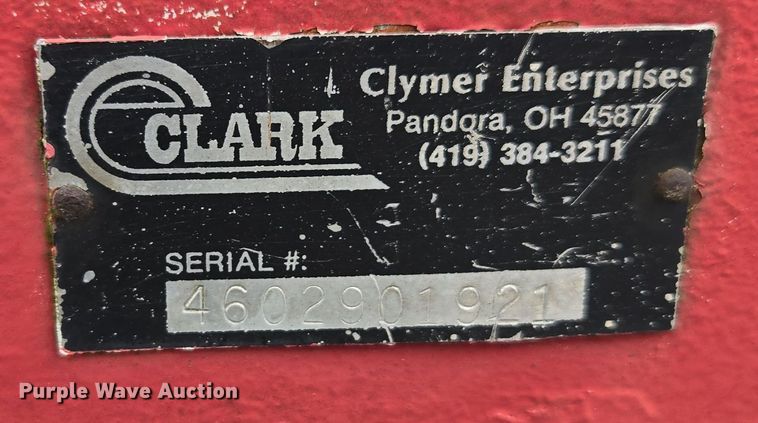 CLARK
Clymer Enterprises
Pandora, OH 45877
(419) 384-3211
SERIAL #:
4602901921
Purple Wave Auction